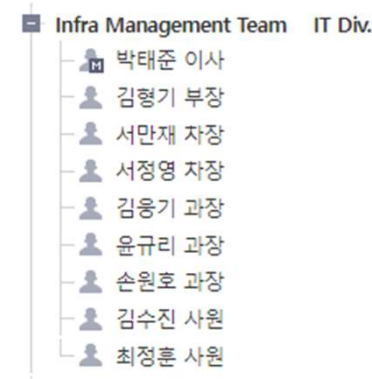 Infra Management Team IT Div.
박태준 이사
김형기 부장
서만재 차장
서정영 차장
김웅기 과장
윤규리 과장
손원호 과장
김수진 사원
최정훈 사원